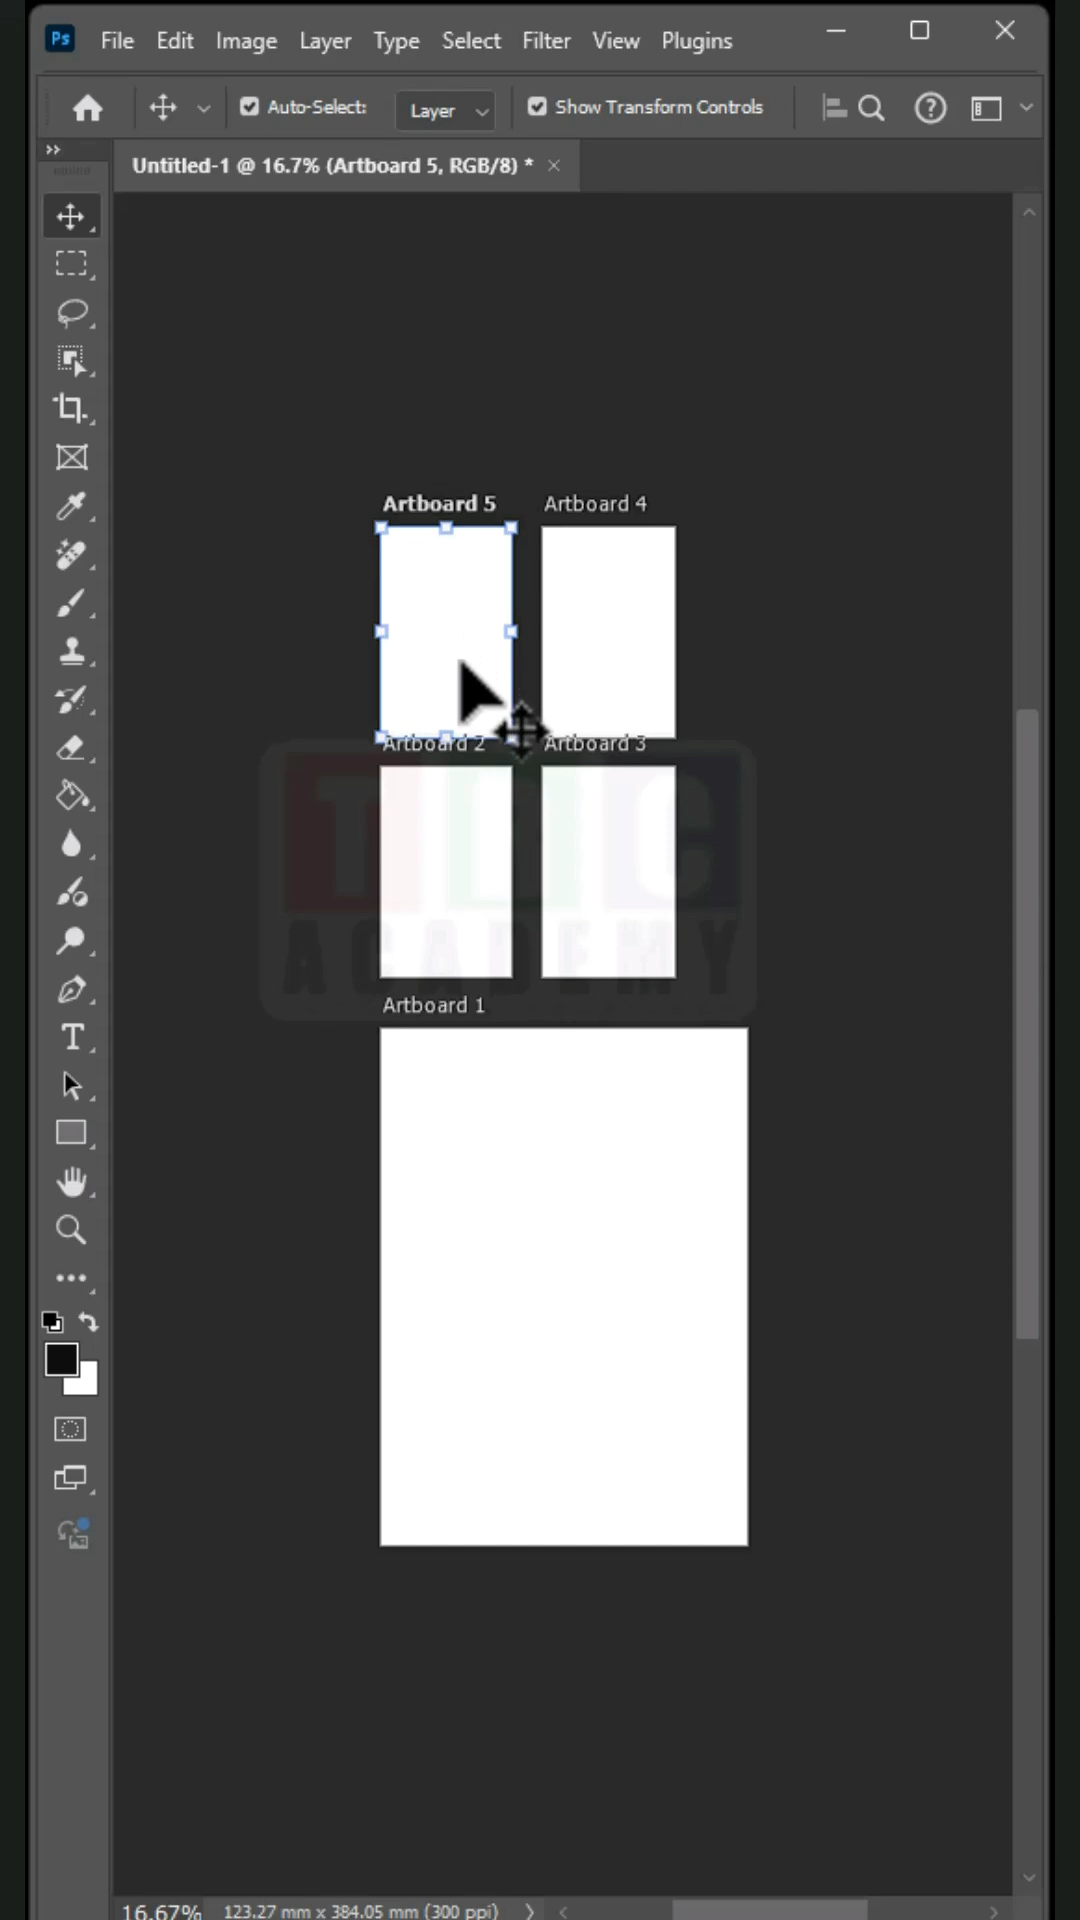 Ps File Edit Image Layer Type Select Filter View Plugins
Auto-Select: Layer Show Transform Controls
Untitled-1 @ 16.7% (Artboard 5, RGB/8) *
Artboard 5 Artboard 4
Artboard 2 Artboard 3
ACADEMY
Artboard 1
T
16.67% 123.27 mm x 384.05 mm (300 ppi)